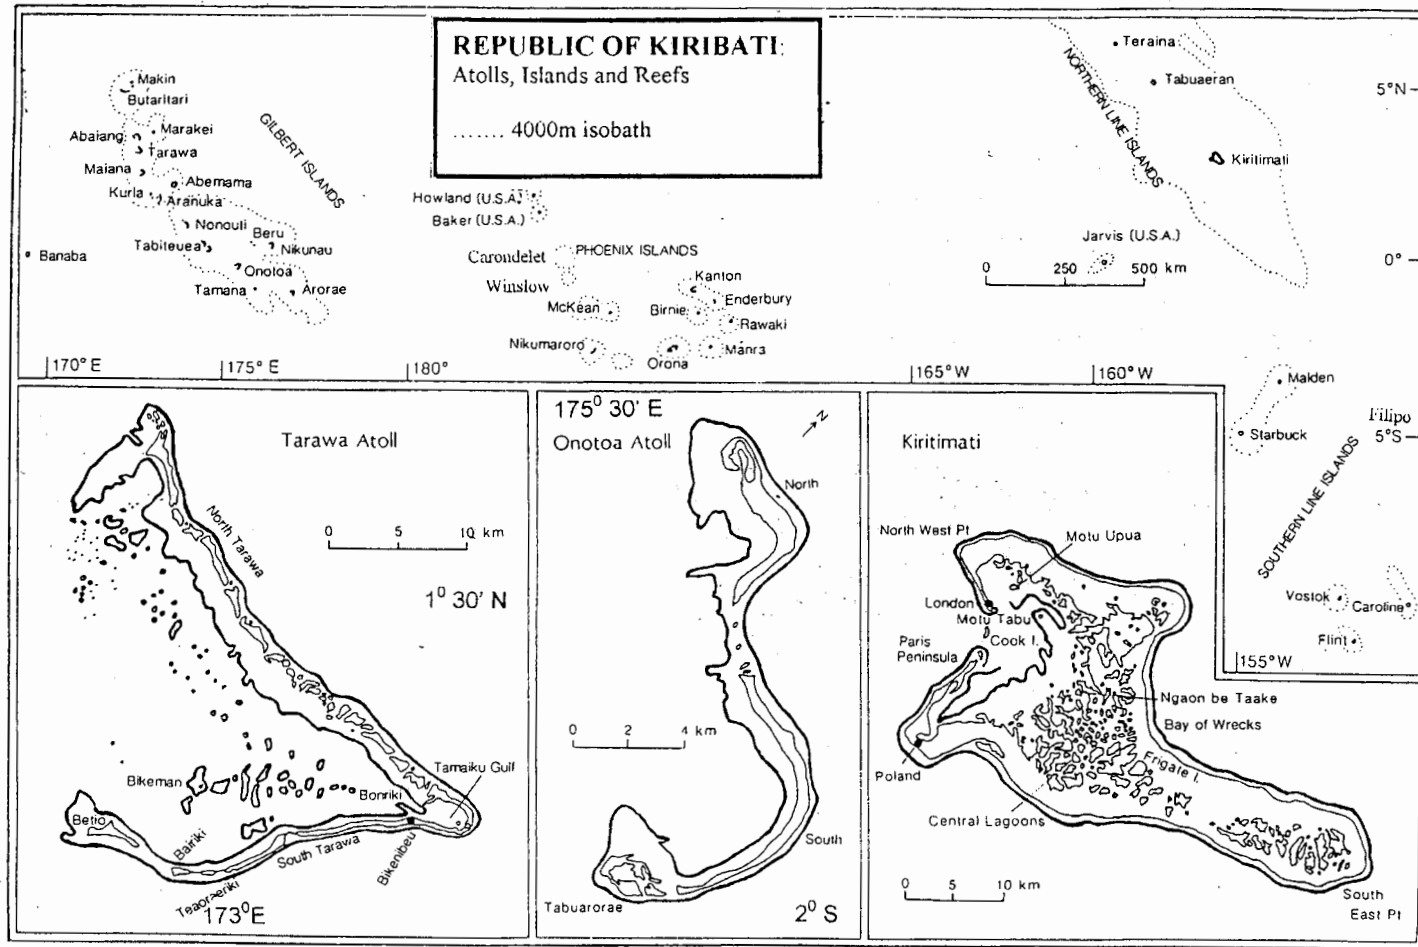 REPUBLIC OF KIRIBATI:
Atolls, Islands and Reefs
....... 4000m isobath
Makin
Butaritari
Abaiang
Marakei
Tarawa
Maiana
Abemama
Kurla
Aranuka
Nonouti
Beru
Tabiteuea
Nikunau
Banaba
Onotoa
Tamana
Arorae
GILBERT ISLANDS
Howland (U.S.A.)
Baker (U.S.A.)
Carondelet
PHOENIX ISLANDS
Winslow
Kanton
McKean
Birnie
Enderbury
Rawaki
Nikumaroro
Orona
Manra
Teraina
Tabuaeran
5°N
NORTHERN LINE ISLANDS
Kiritimati
Jarvis (U.S.A.)
0°
0 250 500 km
170° E
175° E
180°
165°W
160°W
Malden
Filipo
Starbuck
5°S
SOUTHERN LINE ISLANDS
Vostok
Caroline
Flint
155°W
Tarawa Atoll
North Tarawa
0 5 10 km
1⁰ 30' N
Tamaiku Gulf
Bikeman
Bonriki
Betio
Bairiki
South Tarawa
Bikenibeu
Teaoraereke
173⁰E
175⁰ 30' E
Onotoa Atoll
N
North
0 2 4 km
South
Tabuarorae
2⁰ S
Kiritimati
North West Pt
Motu Upua
London
Motu Tabu
Cook I.
Paris
Peninsula
Ngaon be Taake
Bay of Wrecks
Poland
Frigate I.
Central Lagoons
0 5 10 km
South
East Pt